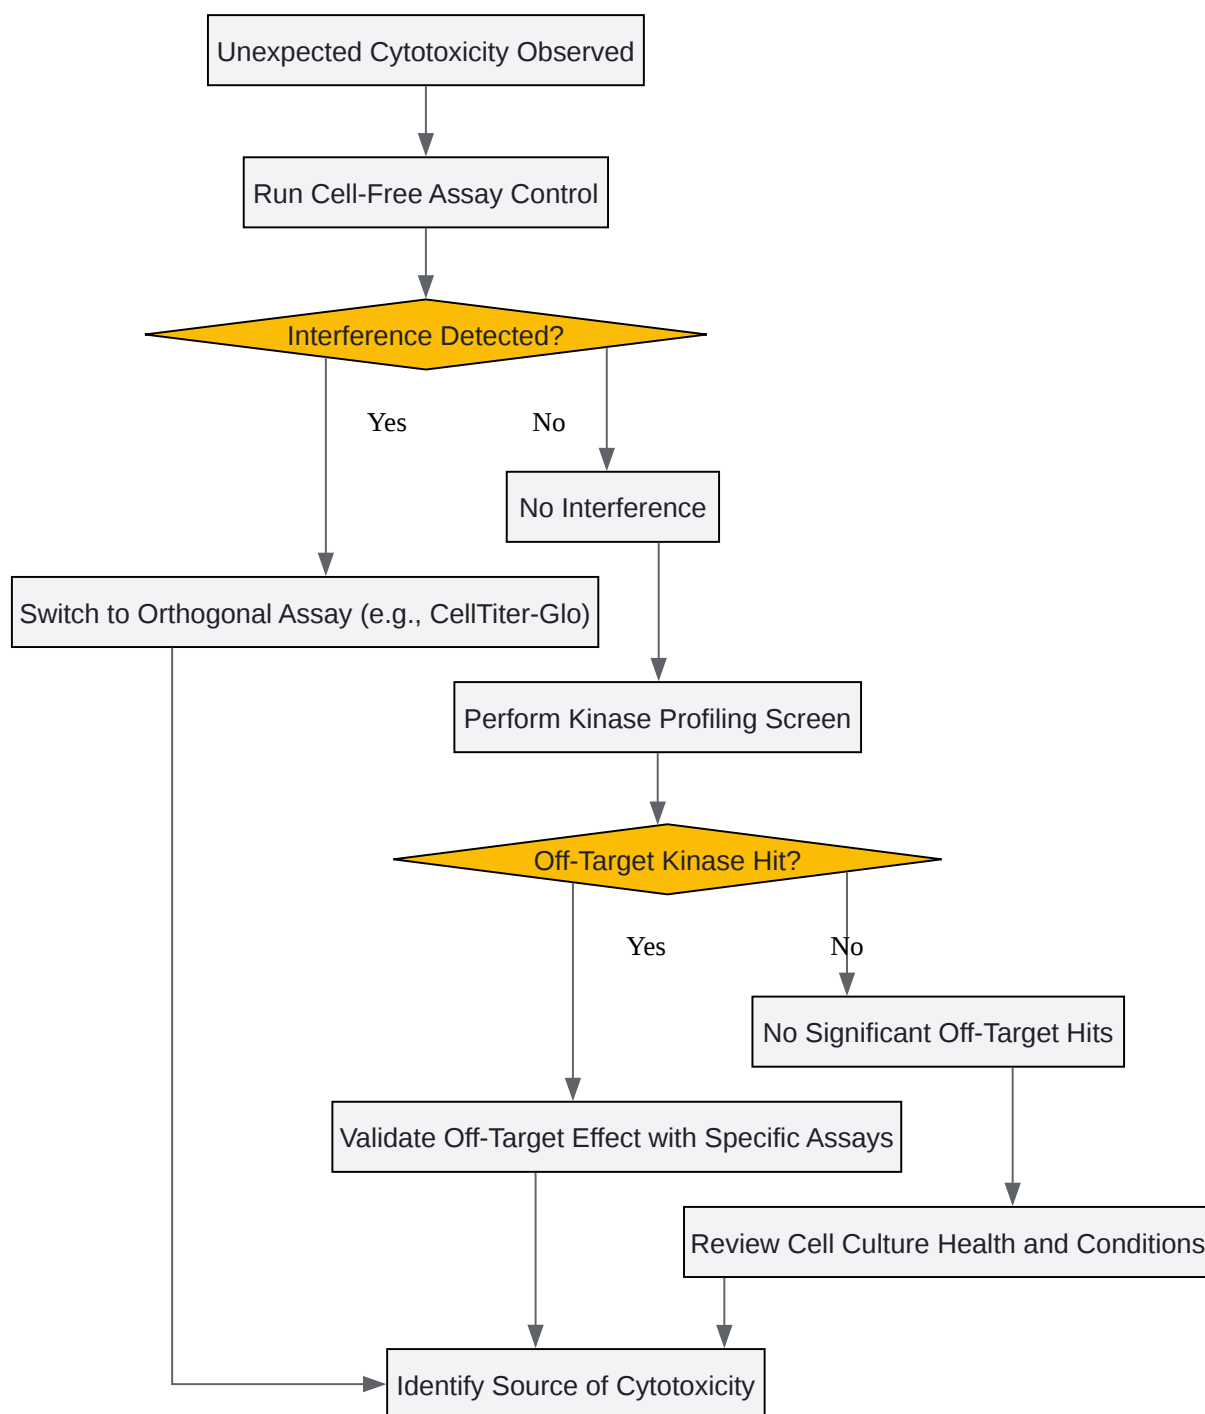 Unexpected Cytotoxicity Observed
Run Cell-Free Assay Control
Interference Detected?
Yes
No
No Interference
Switch to Orthogonal Assay (e.g., CellTiter-Glo)
Perform Kinase Profiling Screen
Off-Target Kinase Hit?
Yes
No
No Significant Off-Target Hits
Validate Off-Target Effect with Specific Assays
Review Cell Culture Health and Conditions
Identify Source of Cytotoxicity